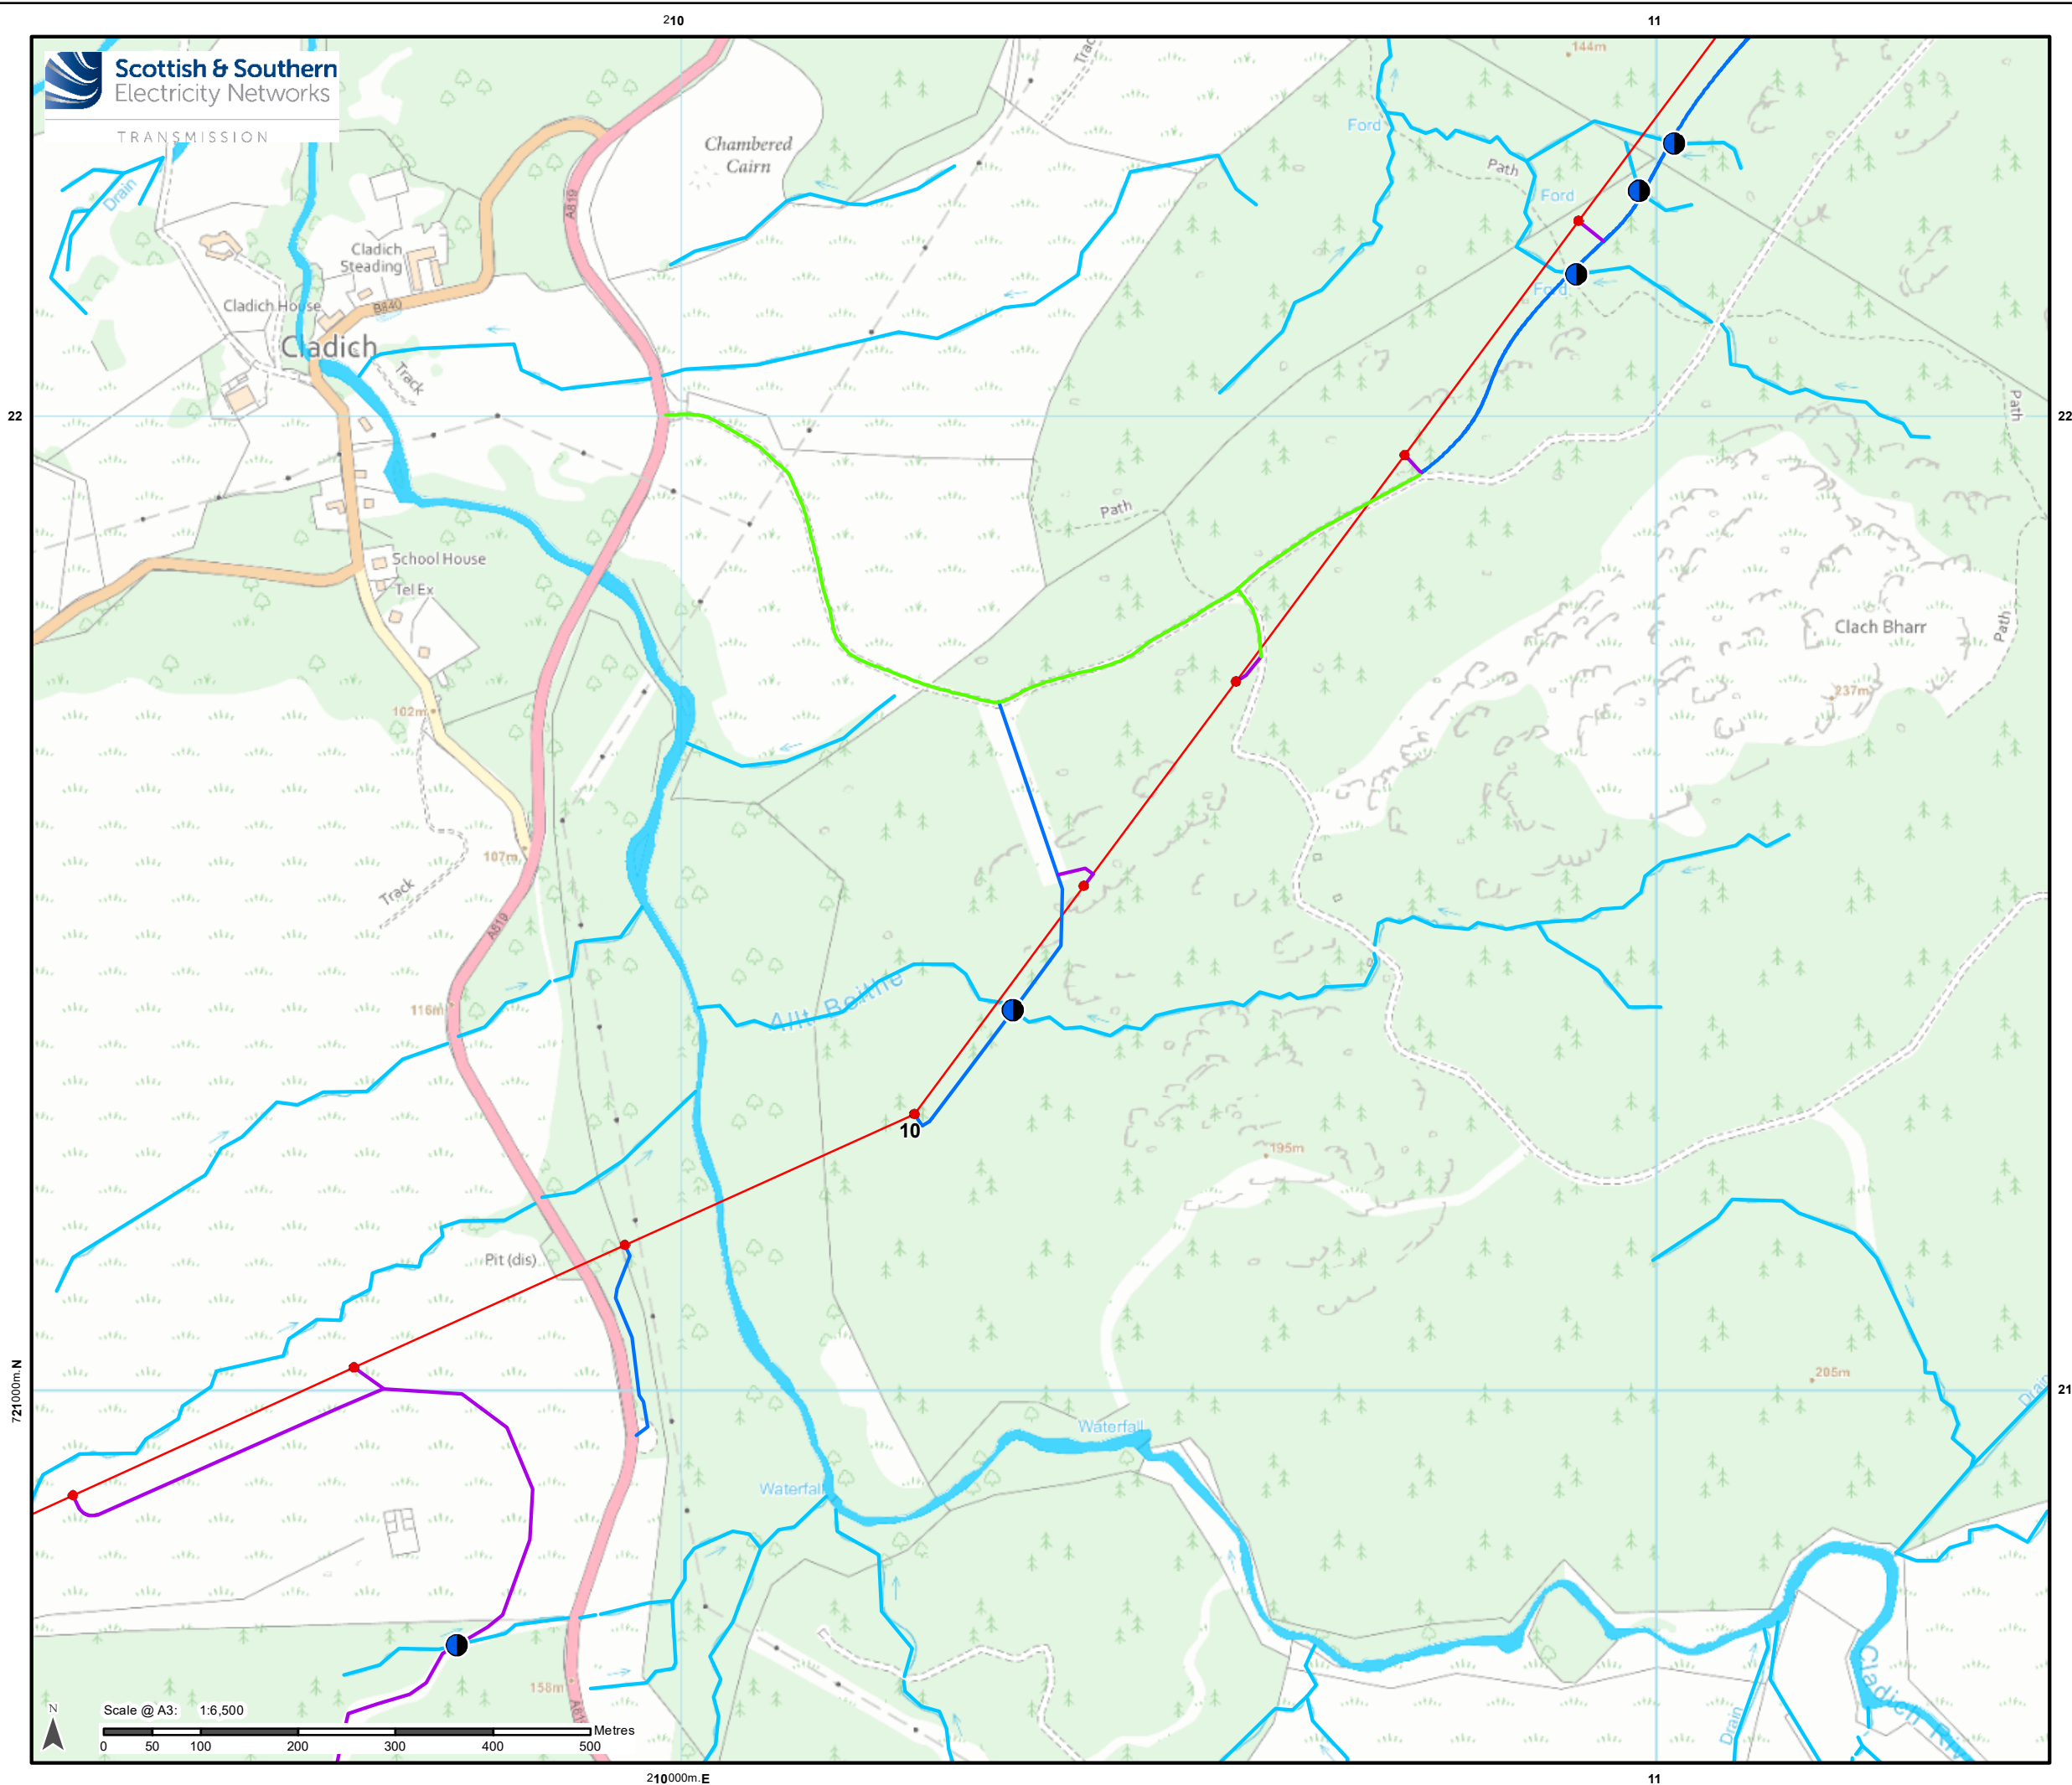 210
11
Scottish & Southern
Electricity Networks
TRANSMISSION
144m
Track
Chambered
Cairn
Ford
Path
Drain
A819
Ford
Cladich
Steading
Cladich House
B840
Ford
Cladich
Track
Path
22
22
Path
School House
Tel Ex
Clach Bharr
Path
237m
102m
107m
Track
A819
Allt Beithe
116m
10
195m
Pit (dis)
205m
721000m.N
21
Drain
Waterfall
Waterfall
158m
Cladich
Drain
N
Scale @ A3: 1:6,500
Metres
0 50 100 200 300 400 500
210000m.E
11